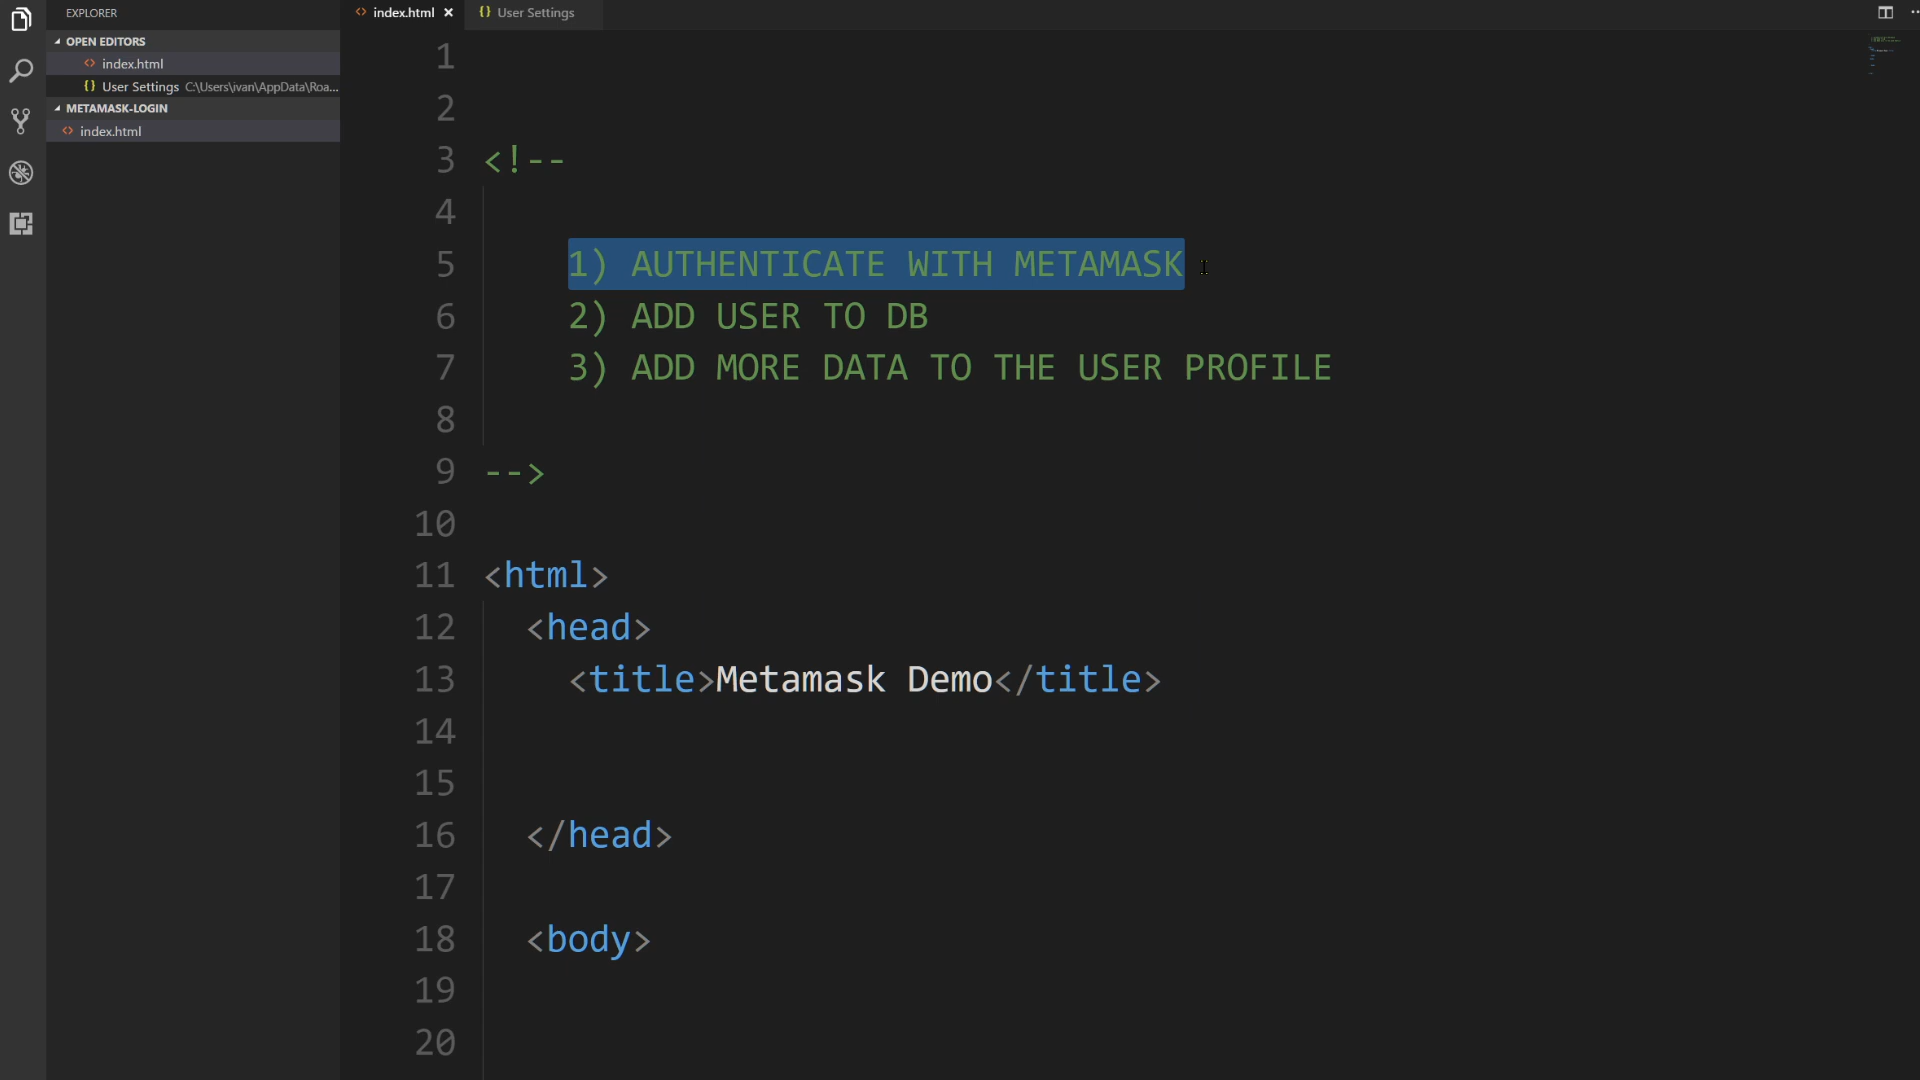 EXPLORER
OPEN EDITORS
index.html
User Settings C:\Users\ivan\AppData\Roa...
METAMASK-LOGIN
index.html
index.html
User Settings
1
2
3 <!--
4
5 1) AUTHENTICATE WITH METAMASK
6 2) ADD USER TO DB
7 3) ADD MORE DATA TO THE USER PROFILE
8
9 -->
10
11 <html>
12 <head>
13 <title>Metamask Demo</title>
14
15
16 </head>
17
18 <body>
19
20